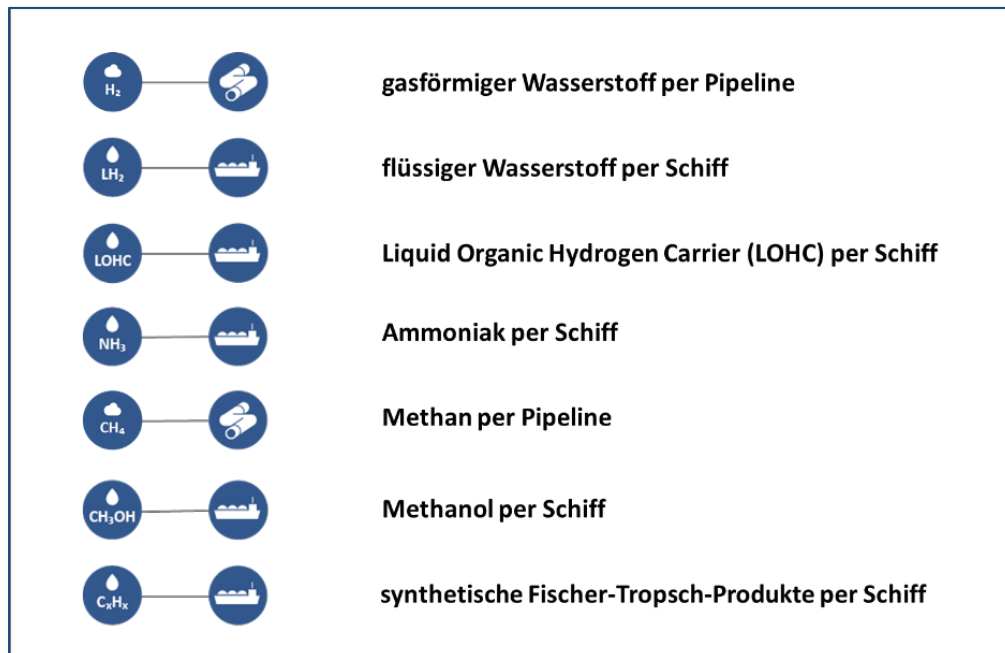 H₂ gasförmiger Wasserstoff per Pipeline
LH₂ flüssiger Wasserstoff per Schiff
LOHC Liquid Organic Hydrogen Carrier (LOHC) per Schiff
NH₃ Ammoniak per Schiff
CH₄ Methan per Pipeline
CH₃OH Methanol per Schiff
CₓHₓ synthetische Fischer-Tropsch-Produkte per Schiff